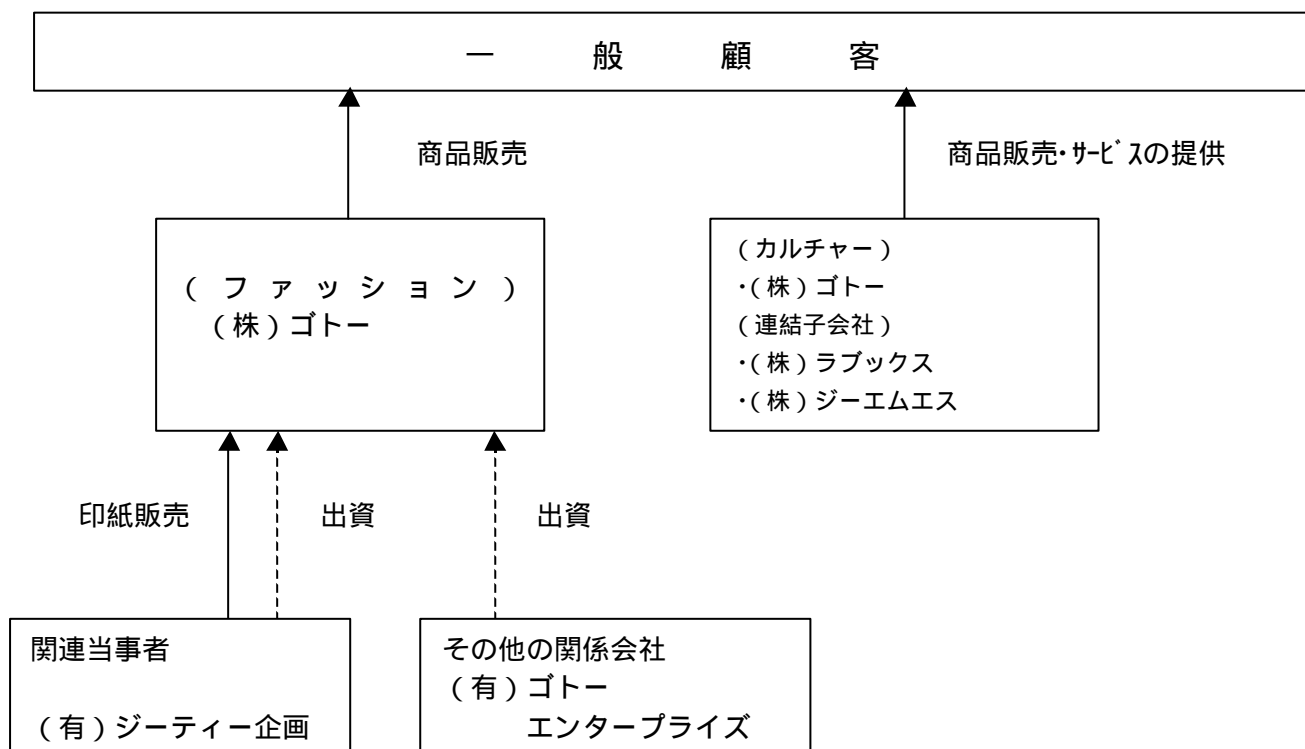 一般顧客
商品販売
商品販売・ｻｰﾋﾞｽの提供
（ファッション）
（株）ゴトー
（カルチャー）
・（株）ゴトー
（連結子会社）
・（株）ラブックス
・（株）ジーエムエス
印紙販売
出資
出資
関連当事者
（有）ジーティー企画
その他の関係会社
（有）ゴトー
エンタープライズ